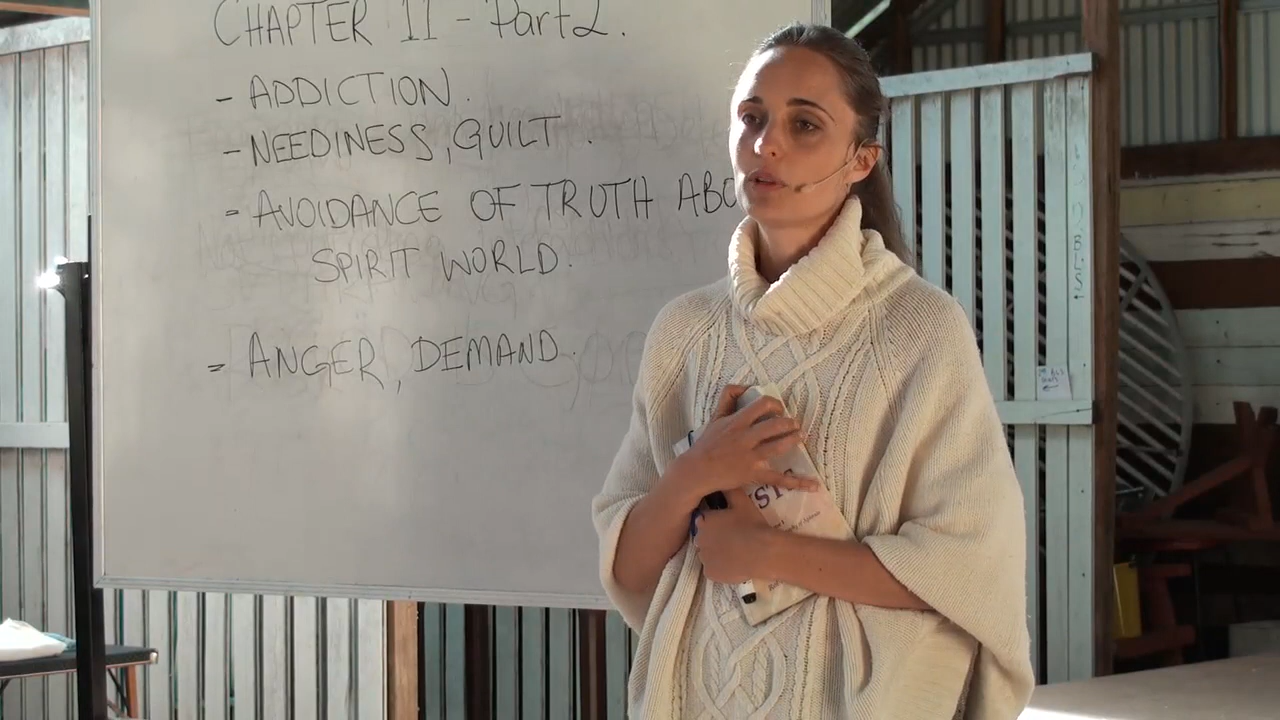 CHAPTER 11 - Part 2.
- ADDICTION.
- NEEDINESS, GUILT.
- AVOIDANCE OF TRUTH ABO
SPIRIT WORLD.
- ANGER, DEMAND.